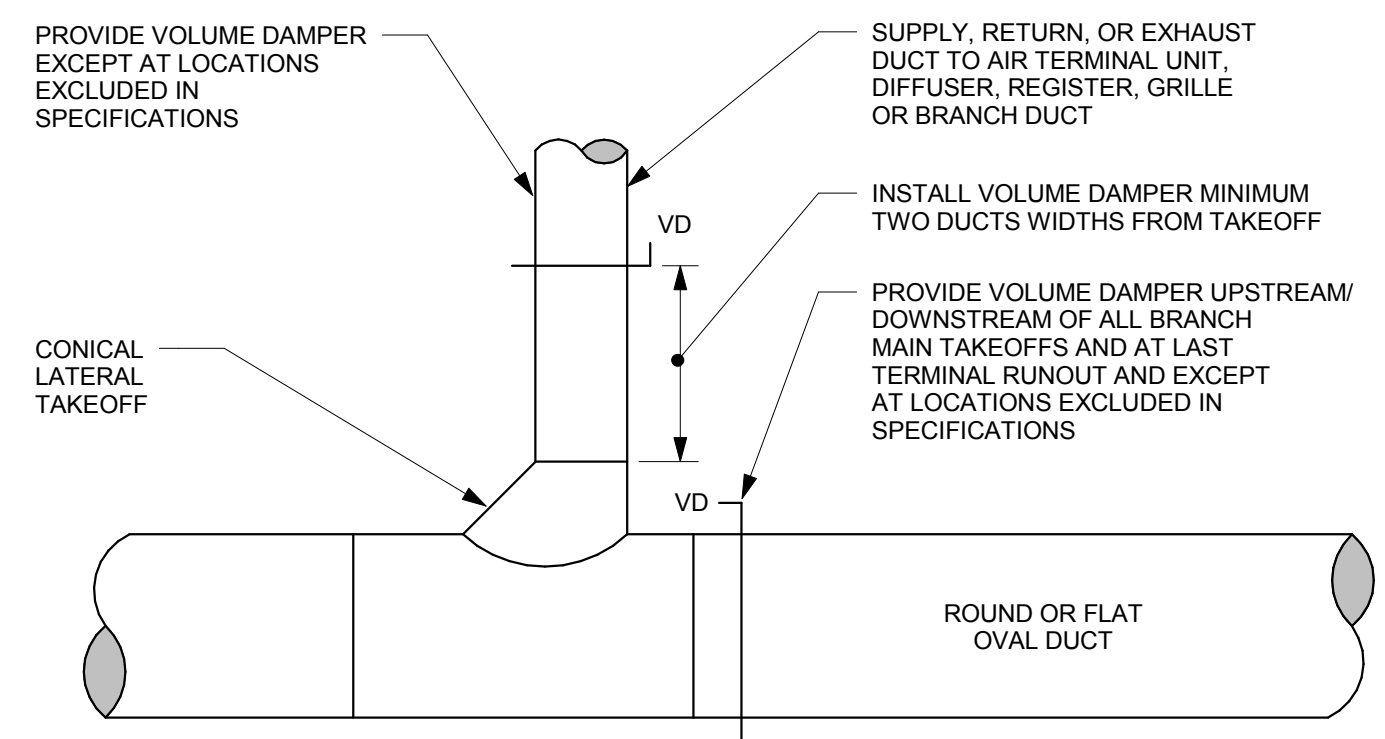 PROVIDE VOLUME DAMPER
EXCEPT AT LOCATIONS
EXCLUDED IN
SPECIFICATIONS
SUPPLY, RETURN, OR EXHAUST
DUCT TO AIR TERMINAL UNIT,
DIFFUSER, REGISTER, GRILLE
OR BRANCH DUCT
INSTALL VOLUME DAMPER MINIMUM
TWO DUCTS WIDTHS FROM TAKEOFF
VD
PROVIDE VOLUME DAMPER UPSTREAM/
DOWNSTREAM OF ALL BRANCH
MAIN TAKEOFFS AND AT LAST
TERMINAL RUNOUT AND EXCEPT
AT LOCATIONS EXCLUDED IN
SPECIFICATIONS
CONICAL
LATERAL
TAKEOFF
VD
ROUND OR FLAT
OVAL DUCT